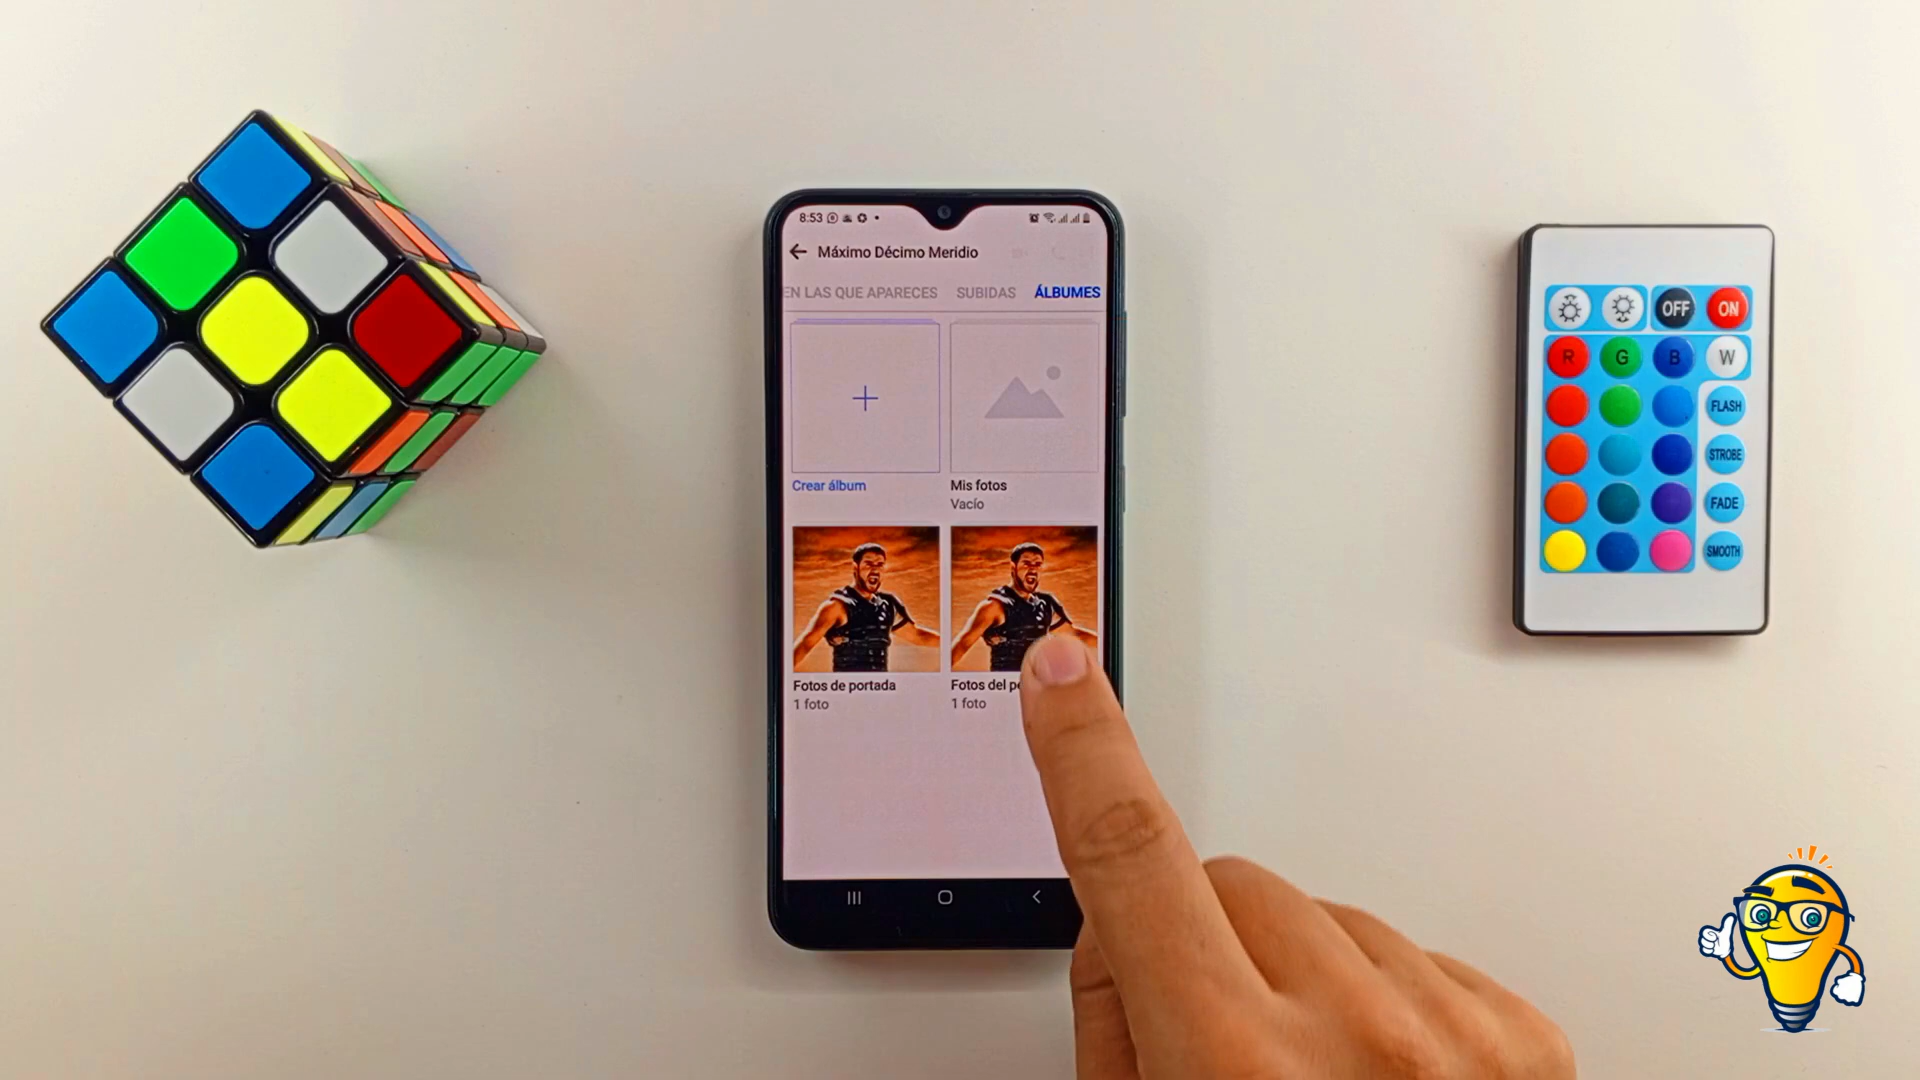 8:53
Máximo Décimo Meridio
EN LAS QUE APARECES SUBIDAS ÁLBUMES
Crear álbum
Mis fotos
Vacío
Fotos de portada
1 foto
Fotos del
1 foto
OFF ON
R G B W
FLASH
STROBE
FADE
SMOOTH